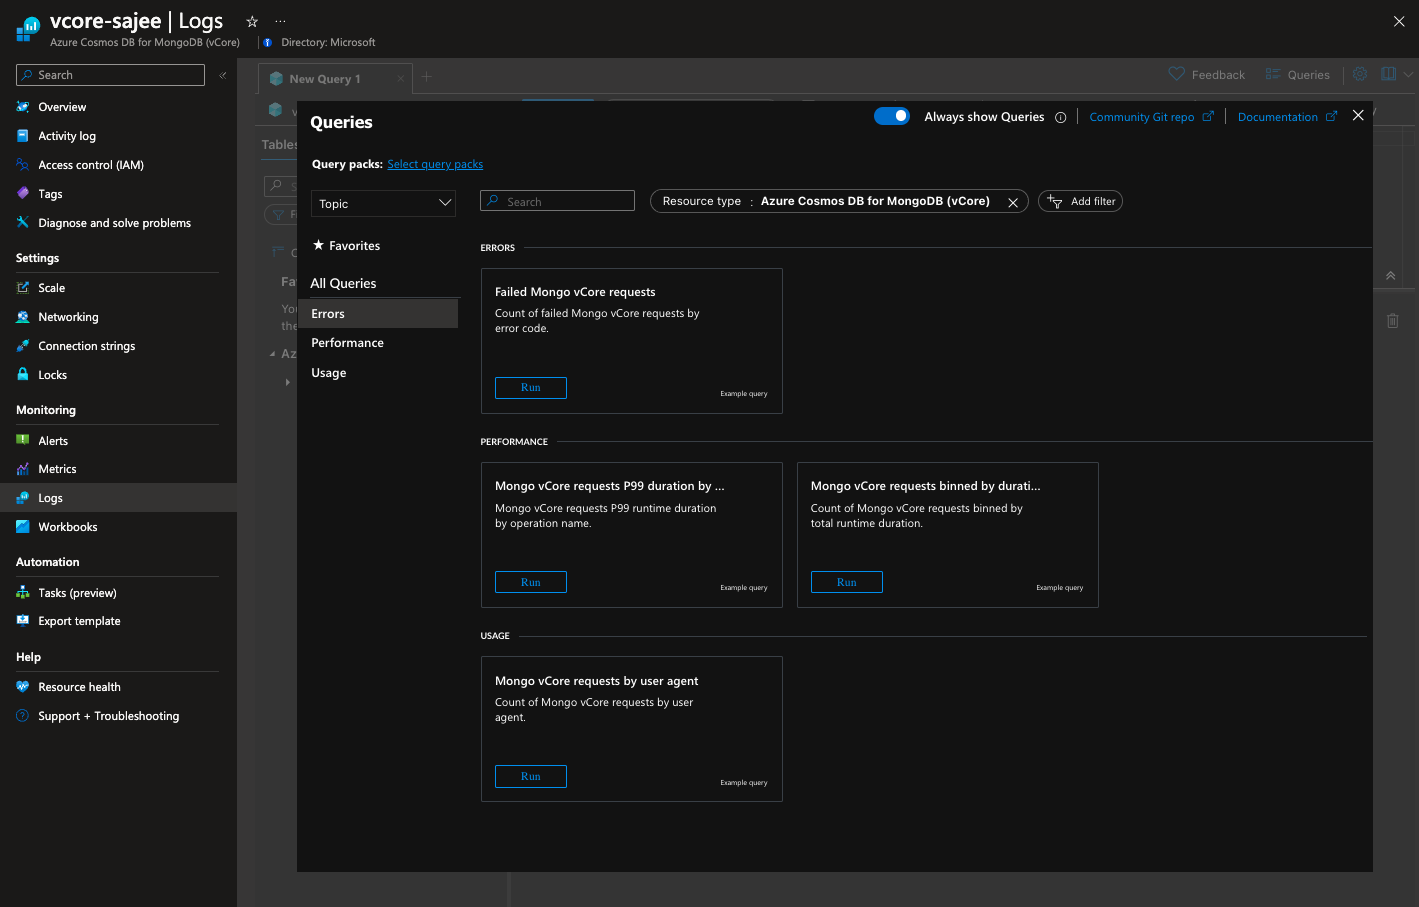 vcore-sajee | Logs
Azure Cosmos DB for MongoDB (vCore)
Directory: Microsoft
Search
Overview
Activity log
Access control (IAM)
Tags
Diagnose and solve problems
Settings
Scale
Networking
Connection strings
Locks
Monitoring
Alerts
Metrics
Logs
Workbooks
Automation
Tasks (preview)
Export template
Help
Resource health
Support + Troubleshooting
New Query 1
Feedback
Queries
Tables
Queries
Always show Queries
Community Git repo
Documentation
Query packs: Select query packs
Topic
Search
Resource type : Azure Cosmos DB for MongoDB (vCore)
Add filter
Favorites
All Queries
Errors
Performance
Usage
ERRORS
Failed Mongo vCore requests
Count of failed Mongo vCore requests by
error code.
Run
Example query
PERFORMANCE
Mongo vCore requests P99 duration by ...
Mongo vCore requests P99 runtime duration
by operation name.
Run
Example query
Mongo vCore requests binned by durati...
Count of Mongo vCore requests binned by
total runtime duration.
Run
Example query
USAGE
Mongo vCore requests by user agent
Count of Mongo vCore requests by user
agent.
Run
Example query